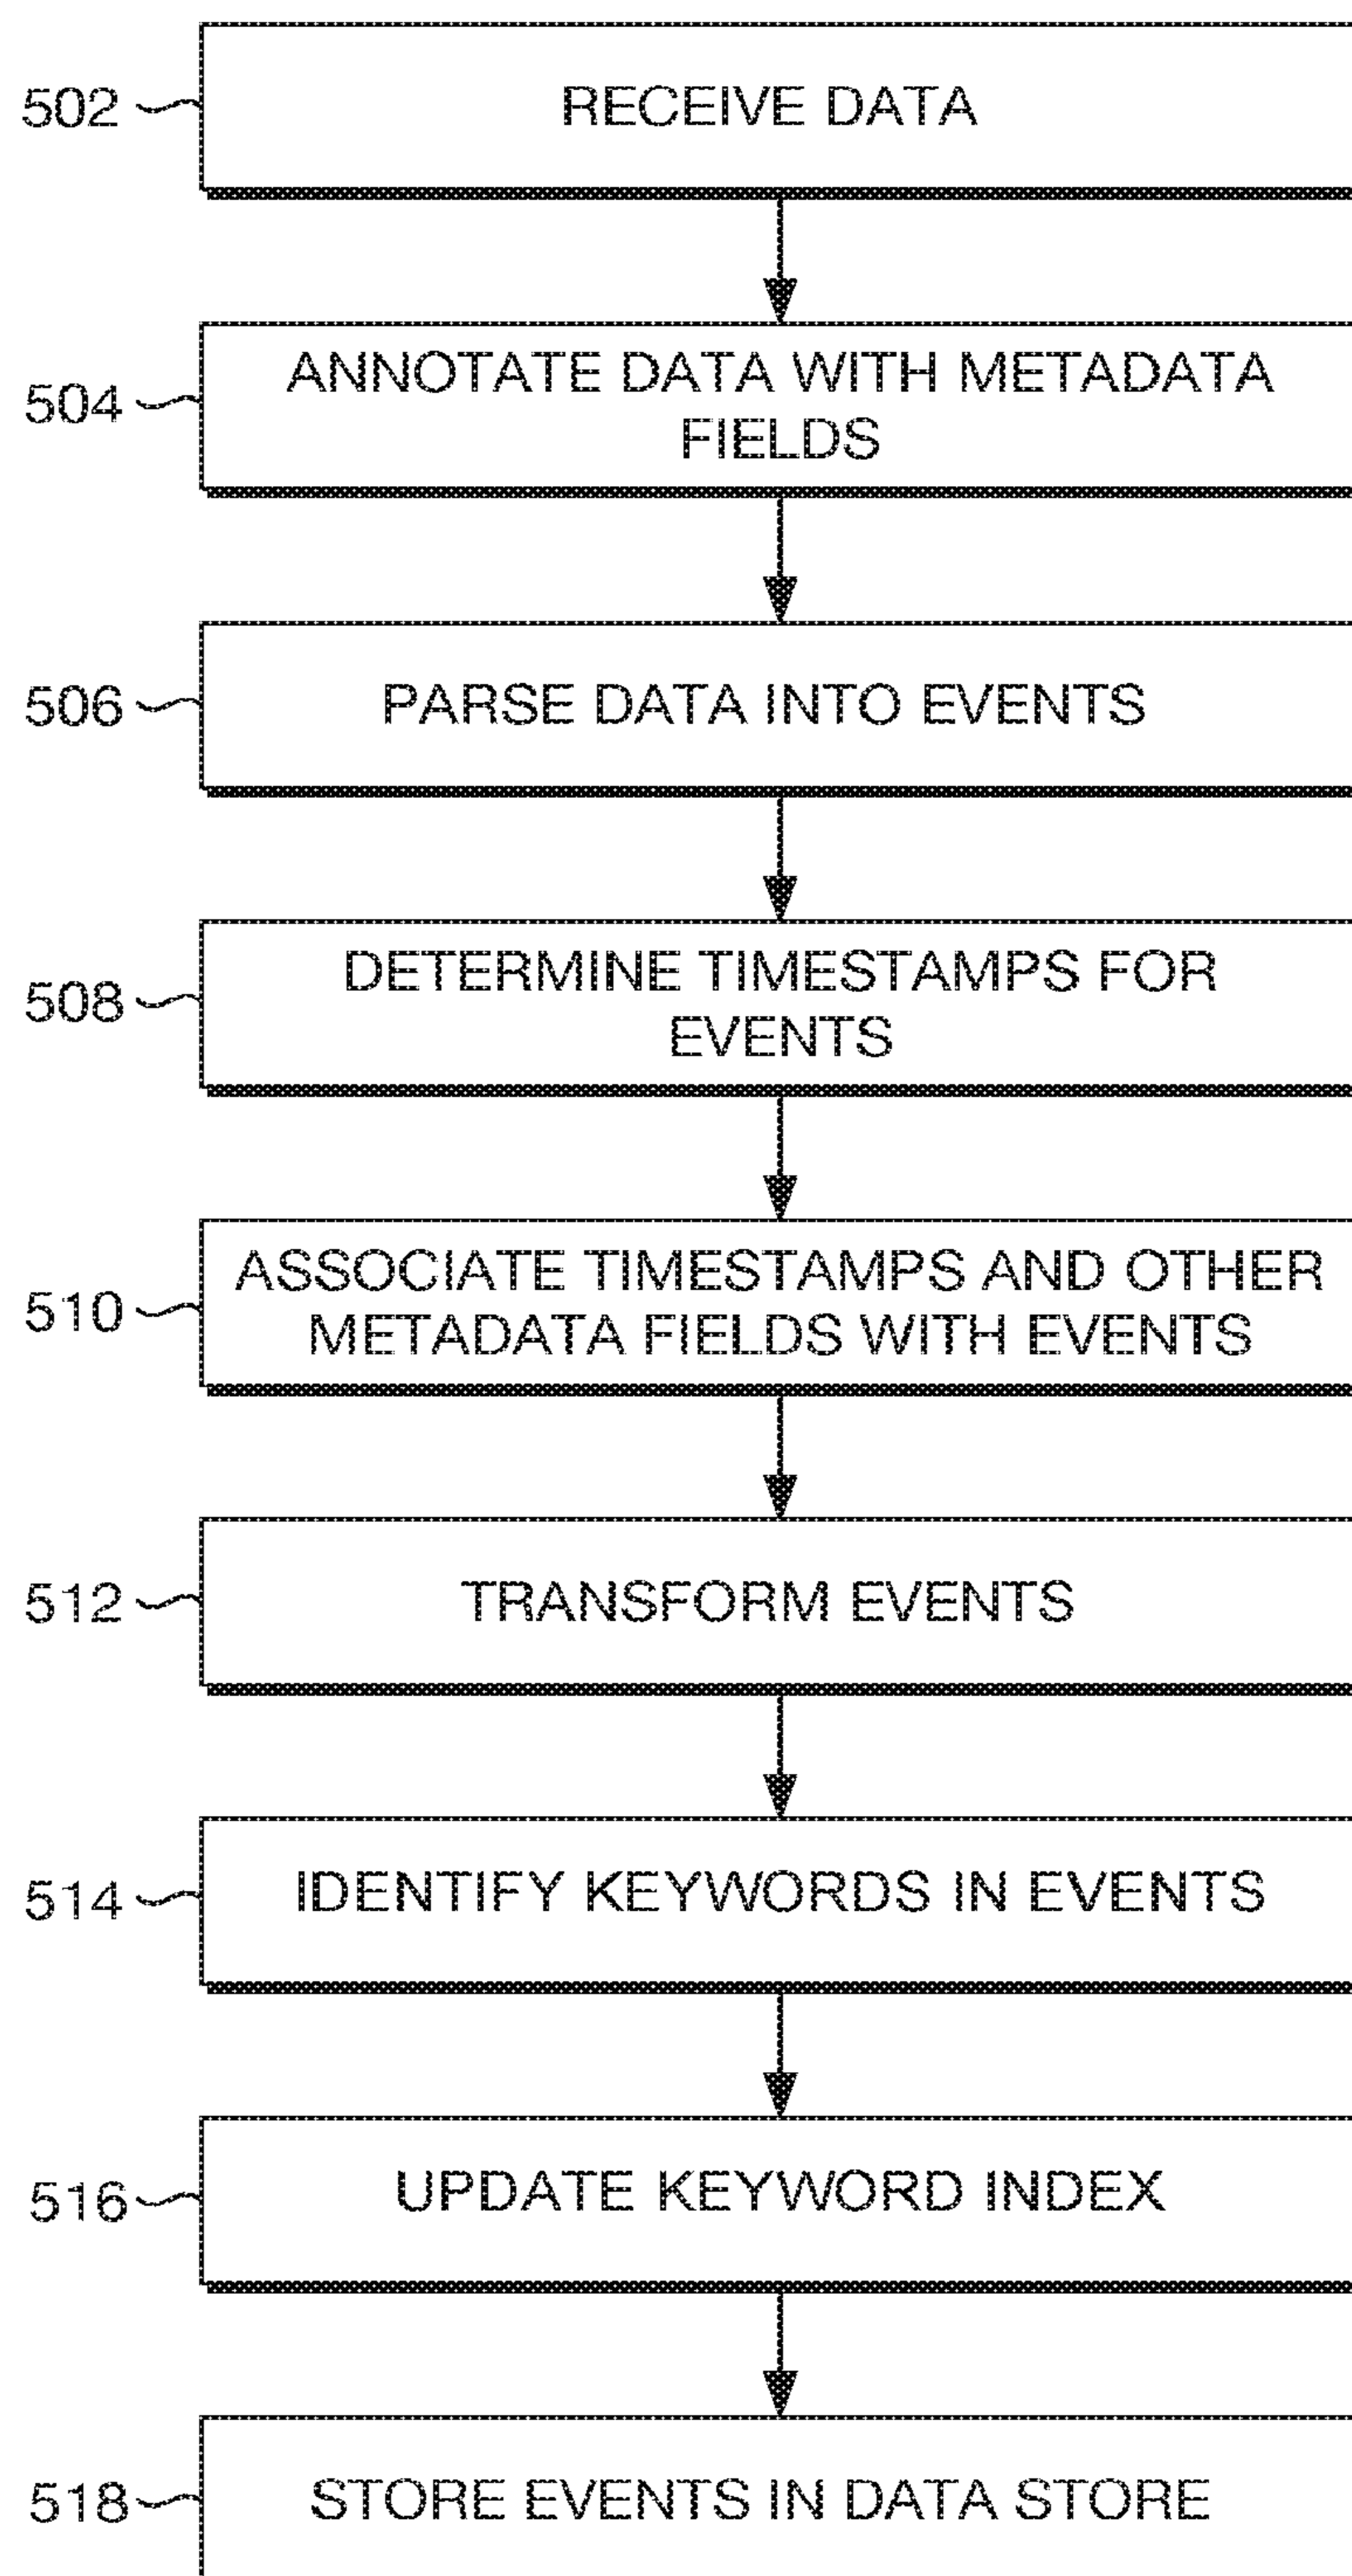 502
RECEIVE DATA
504
ANNOTATE DATA WITH METADATA
FIELDS
506
PARSE DATA INTO EVENTS
508
DETERMINE TIMESTAMPS FOR
EVENTS
510
ASSOCIATE TIMESTAMPS AND OTHER
METADATA FIELDS WITH EVENTS
512
TRANSFORM EVENTS
514
IDENTIFY KEYWORDS IN EVENTS
516
UPDATE KEYWORD INDEX
518
STORE EVENTS IN DATA STORE